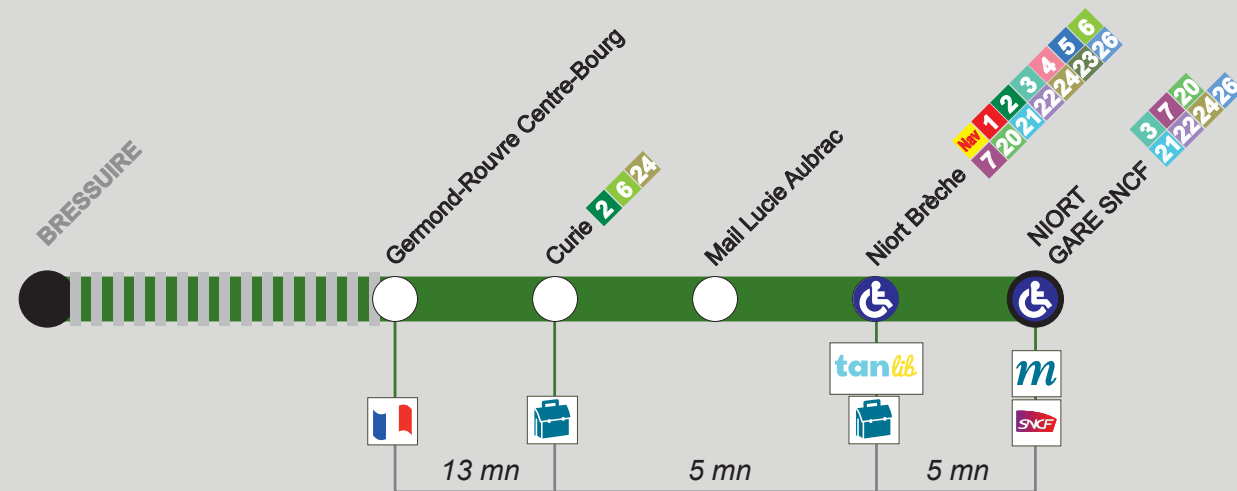 BRESSUIRE
Germond-Rouvre Centre-Bourg
Curie 2 6 24
Mail Lucie Aubrac
Niort Brèche Nav 1 2 3 4 5 6
7 20 21 22 24 23 26
NIORT
GARE SNCF 3 7 20
21 22 24 26
tanlib
m
SNCF
13 mn 5 mn 5 mn